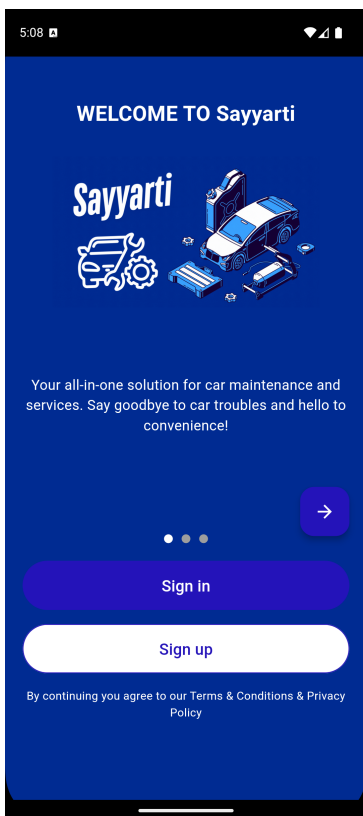 5:08 A
WELCOME TO Sayyarti
Sayyarti
Your all-in-one solution for car maintenance and
services. Say goodbye to car troubles and hello to
convenience!
Sign in
Sign up
By continuing you agree to our Terms & Conditions & Privacy
Policy